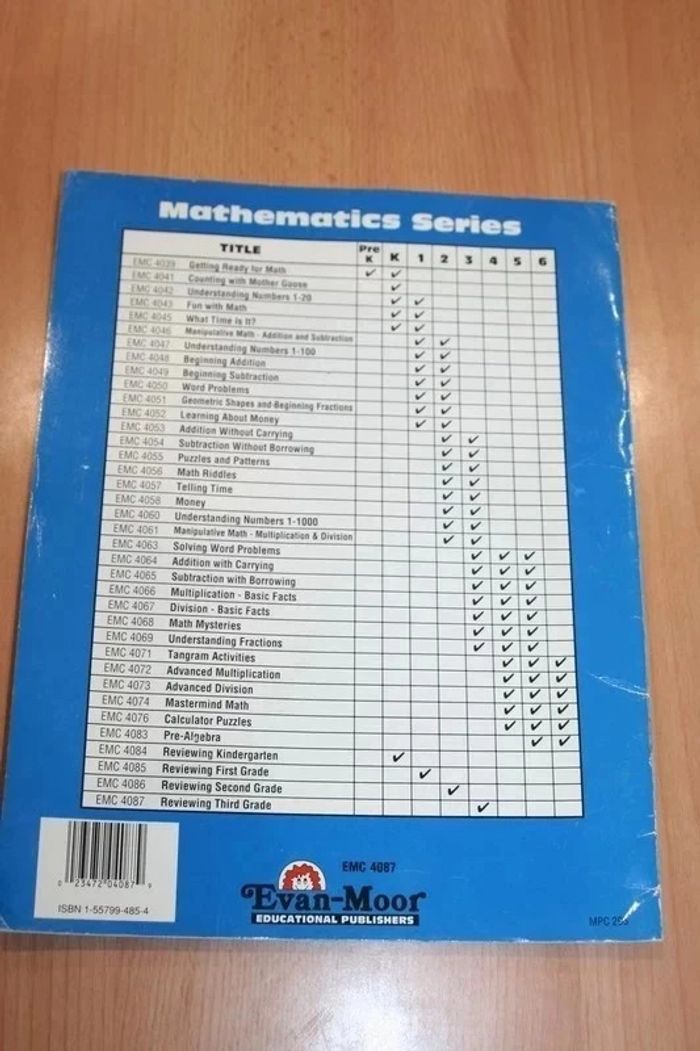 Mathematics Series
TITLE Pre K K 1 2 3 4 5 6
EMC 4039 Getting Ready for Math
EMC 4041 Counting with Mother Goose
EMC 4042 Understanding Numbers 1-20
EMC 4043 Fun with Math
EMC 4045 What Time is It?
EMC 4046 Manipulative Math - Addition and Subtraction
EMC 4047 Understanding Numbers 1-100
EMC 4048 Beginning Addition
EMC 4049 Beginning Subtraction
EMC 4050 Word Problems
EMC 4051 Geometric Shapes and Beginning Fractions
EMC 4052 Learning About Money
EMC 4053 Addition Without Carrying
EMC 4054 Subtraction Without Borrowing
EMC 4055 Puzzles and Patterns
EMC 4056 Math Riddles
EMC 4057 Telling Time
EMC 4058 Money
EMC 4060 Understanding Numbers 1-1000
EMC 4061 Manipulative Math - Multiplication & Division
EMC 4063 Solving Word Problems
EMC 4064 Addition with Carrying
EMC 4065 Subtraction with Borrowing
EMC 4066 Multiplication - Basic Facts
EMC 4067 Division - Basic Facts
EMC 4068 Math Mysteries
EMC 4069 Understanding Fractions
EMC 4071 Tangram Activities
EMC 4072 Advanced Multiplication
EMC 4073 Advanced Division
EMC 4074 Mastermind Math
EMC 4076 Calculator Puzzles
EMC 4083 Pre-Algebra
EMC 4084 Reviewing Kindergarten
EMC 4085 Reviewing First Grade
EMC 4086 Reviewing Second Grade
EMC 4087 Reviewing Third Grade
0 23472 04087 9
ISBN 1-55799-485-4
EMC 4087
Evan-Moor
EDUCATIONAL PUBLISHERS
MPC